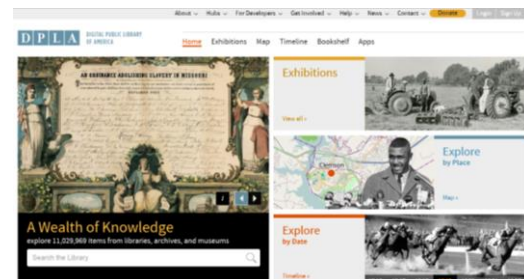 About Hubs For Developers Get Involved Help News Contact Donate Login Sign Up
DPLA DIGITAL PUBLIC LIBRARY
OF AMERICA
Home Exhibitions Map Timeline Bookshelf Apps
AN ORDINANCE ABOLISHING SLAVERY IN MISSOURI
A Wealth of Knowledge
explore 11,029,969 items from libraries, archives, and museums
Search the Library
Exhibitions
View all ›
Clemson
Explore
by Place
Map ›
Explore
by Date
Timeline ›